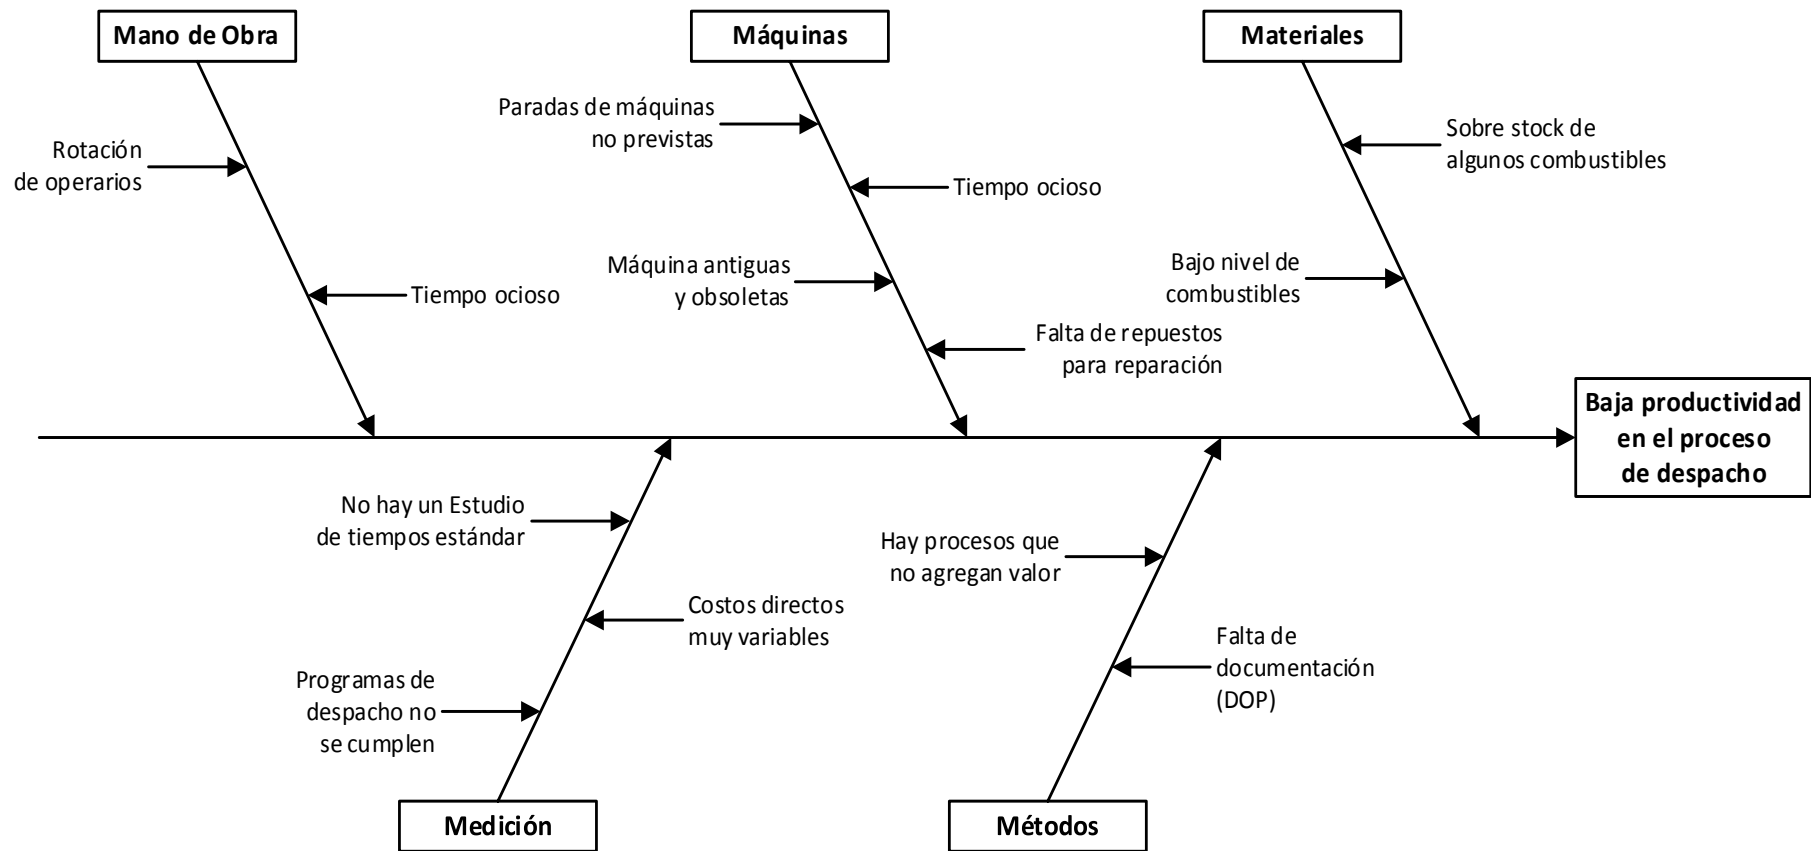 Mano de Obra
Máquinas
Materiales
Paradas de máquinas
no previstas
Sobre stock de
algunos combustibles
Rotación
de operarios
Tiempo ocioso
Máquina antiguas
y obsoletas
Bajo nivel de
combustibles
Tiempo ocioso
Falta de repuestos
para reparación
Baja productividad
en el proceso
de despacho
No hay un Estudio
de tiempos estándar
Hay procesos que
no agregan valor
Costos directos
muy variables
Falta de
documentación
(DOP)
Programas de
despacho no
se cumplen
Medición
Métodos